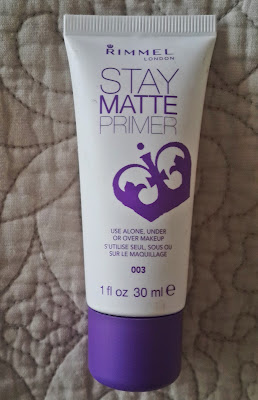 RIMMEL
LONDON
STAY
MATTE
PRIMER
USE ALONE, UNDER
OR OVER MAKEUP
S'UTILISE SEUL, SOUS OU
SUR LE MAQUILLAGE
003
1 fl oz 30 ml e